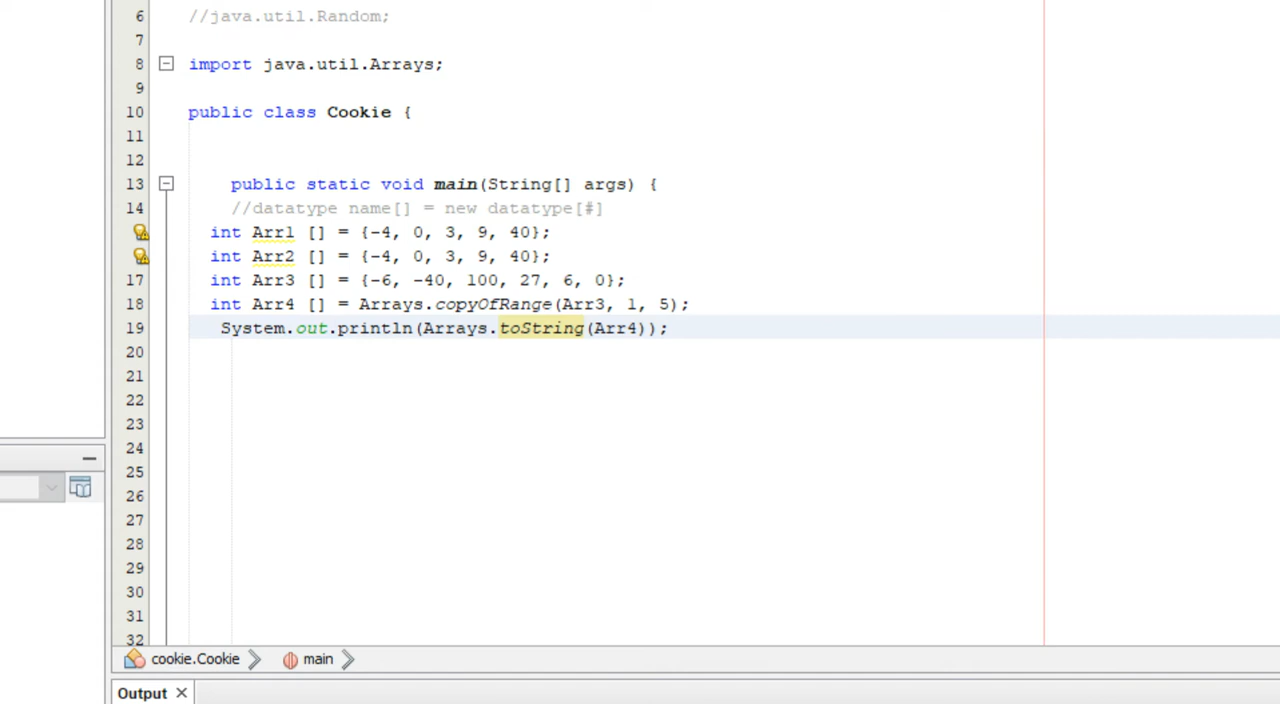 6 //java.util.Random;
7
8 import java.util.Arrays;
9
10 public class Cookie {
11
12
13 public static void main(String[] args) {
14 //datatype name[] = new datatype[#]
int Arr1 [] = {-4, 0, 3, 9, 40};
int Arr2 [] = {-4, 0, 3, 9, 40};
17 int Arr3 [] = {-6, -40, 100, 27, 6, 0};
18 int Arr4 [] = Arrays.copyOfRange(Arr3, 1, 5);
19 System.out.println(Arrays.toString(Arr4));
20
21
22
23
24
25
26
27
28
29
30
31
32
cookie.Cookie main
Output